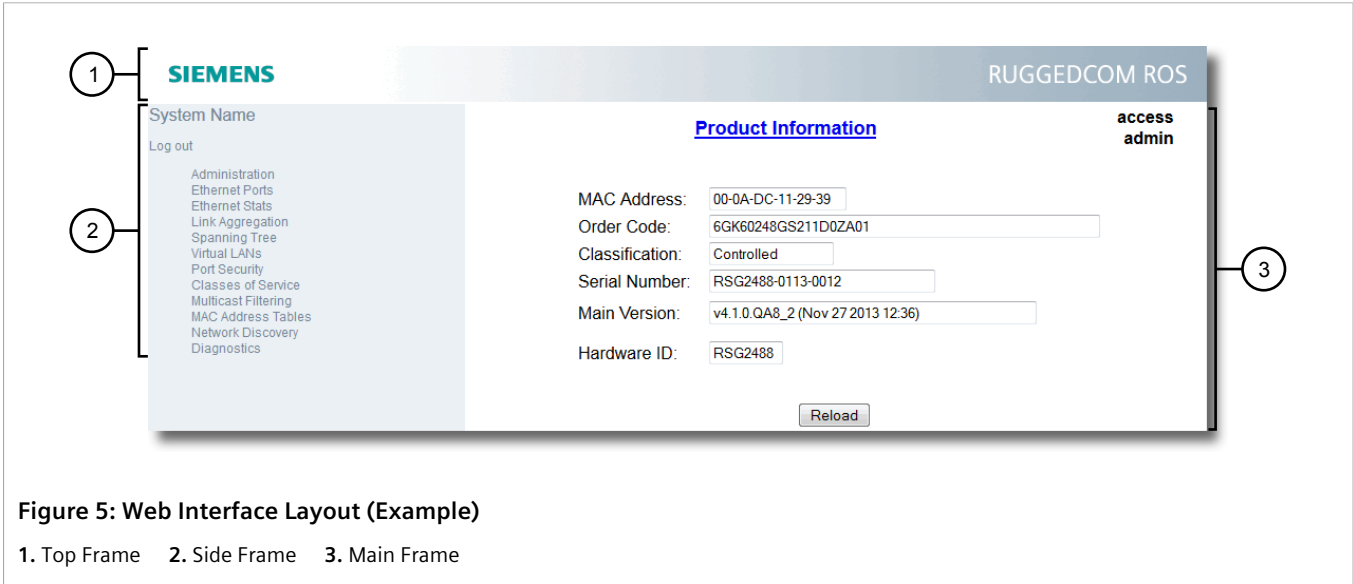 1
SIEMENS
RUGGEDCOM ROS
2
System Name
Log out
Administration
Ethernet Ports
Ethernet Stats
Link Aggregation
Spanning Tree
Virtual LANs
Port Security
Classes of Service
Multicast Filtering
MAC Address Tables
Network Discovery
Diagnostics
Product Information
access
admin
MAC Address: 00-0A-DC-11-29-39
Order Code: 6GK60248GS211D0ZA01
Classification: Controlled
Serial Number: RSG2488-0113-0012
Main Version: v4.1.0.QA8_2 (Nov 27 2013 12:36)
Hardware ID: RSG2488
Reload
3
Figure 5: Web Interface Layout (Example)
1. Top Frame 2. Side Frame 3. Main Frame